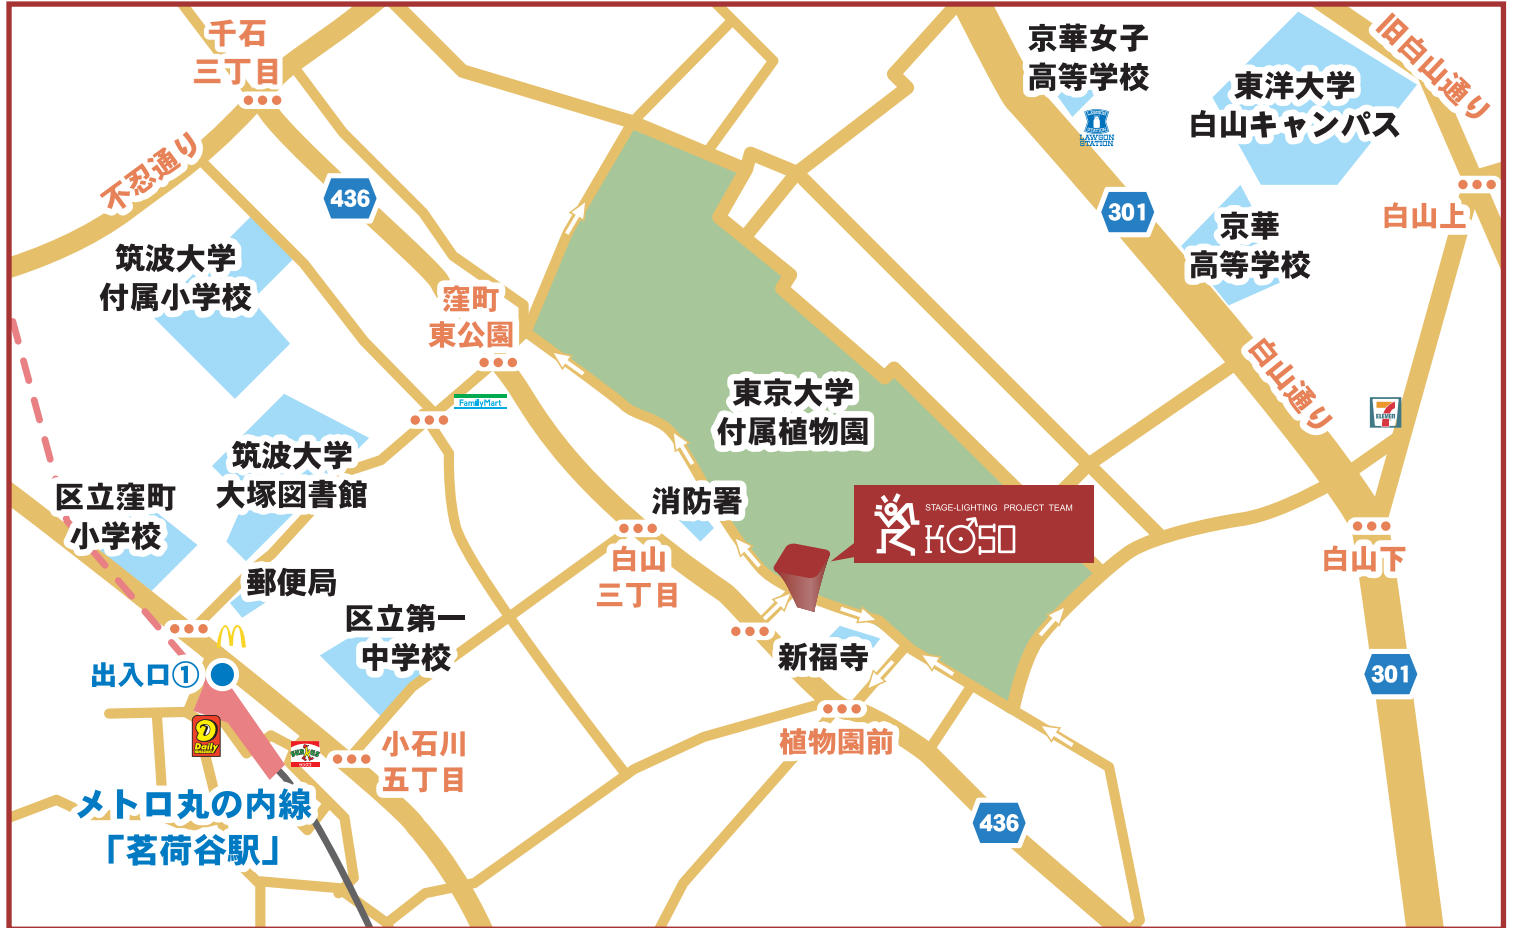 千石
三丁目
京華女子
高等学校
旧白山通り
東洋大学
白山キャンパス
LAWSON
STATION
不忍通り
436
301
白山上
京華
高等学校
筑波大学
付属小学校
窪町
東公園
白山通り
FamilyMart
東京大学
付属植物園
7
ELEVEN
筑波大学
大塚図書館
区立窪町
小学校
消防署
STAGE-LIGHTING PROJECT TEAM
KOSO
白山
三丁目
白山下
郵便局
区立第一
中学校
新福寺
出入口①
301
Daily
小石川
五丁目
植物園前
メトロ丸の内線
「茗荷谷駅」
436